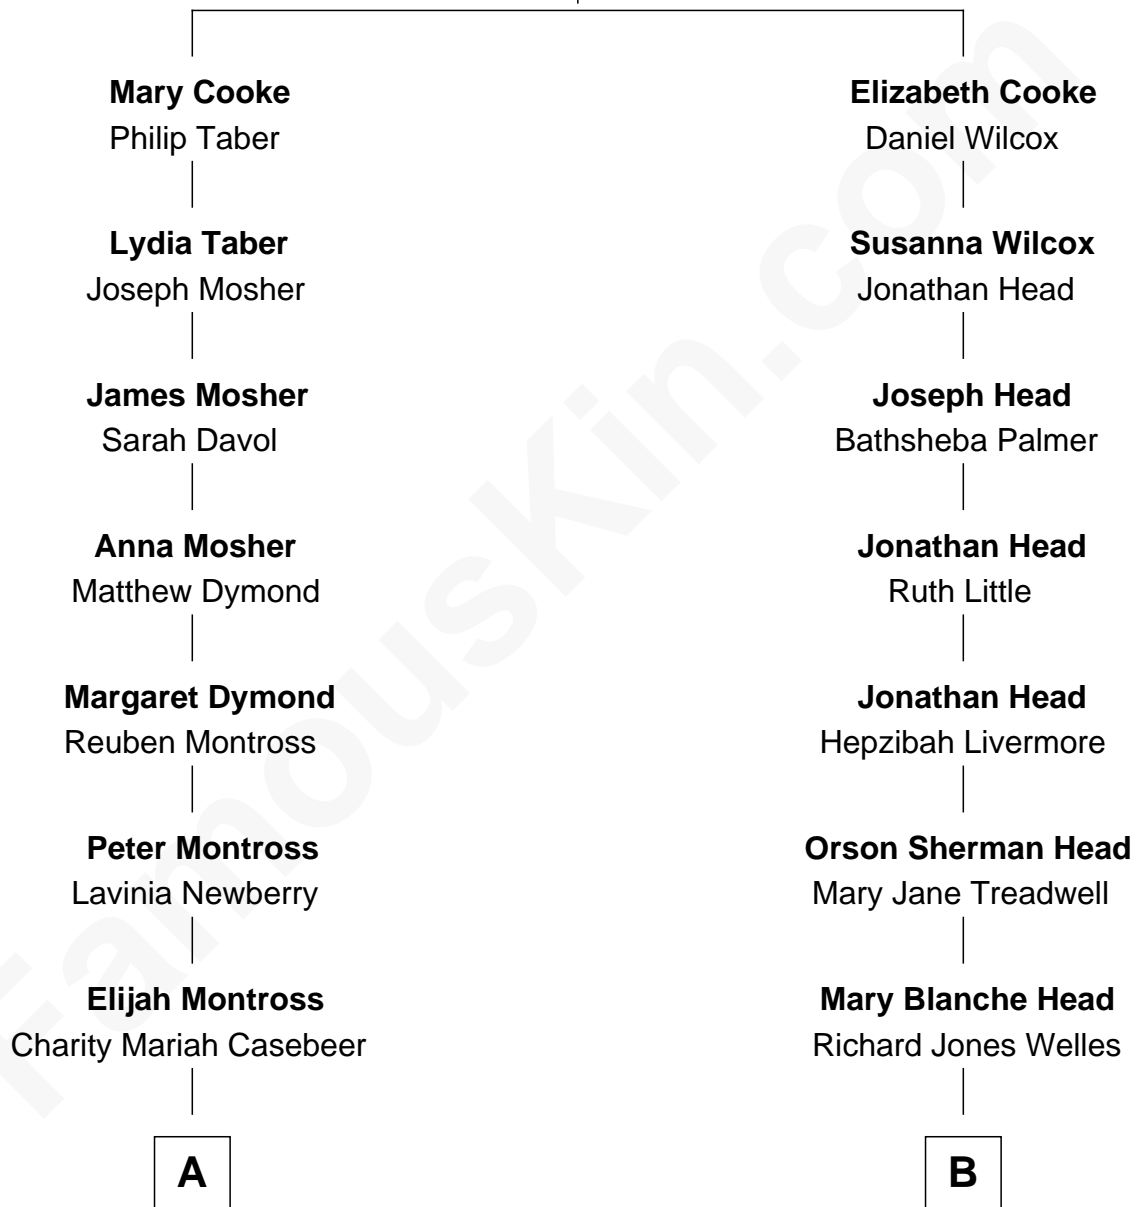 Mary Cooke
Philip Taber
Lydia Taber
Joseph Mosher
James Mosher
Sarah Davol
Anna Mosher
Matthew Dymond
Margaret Dymond
Reuben Montross
Peter Montross
Lavinia Newberry
Elijah Montross
Charity Mariah Casebeer
A
Elizabeth Cooke
Daniel Wilcox
Susanna Wilcox
Jonathan Head
Joseph Head
Bathsheba Palmer
Jonathan Head
Ruth Little
Jonathan Head
Hepzibah Livermore
Orson Sherman Head
Mary Jane Treadwell
Mary Blanche Head
Richard Jones Welles
B
FamousKin.com